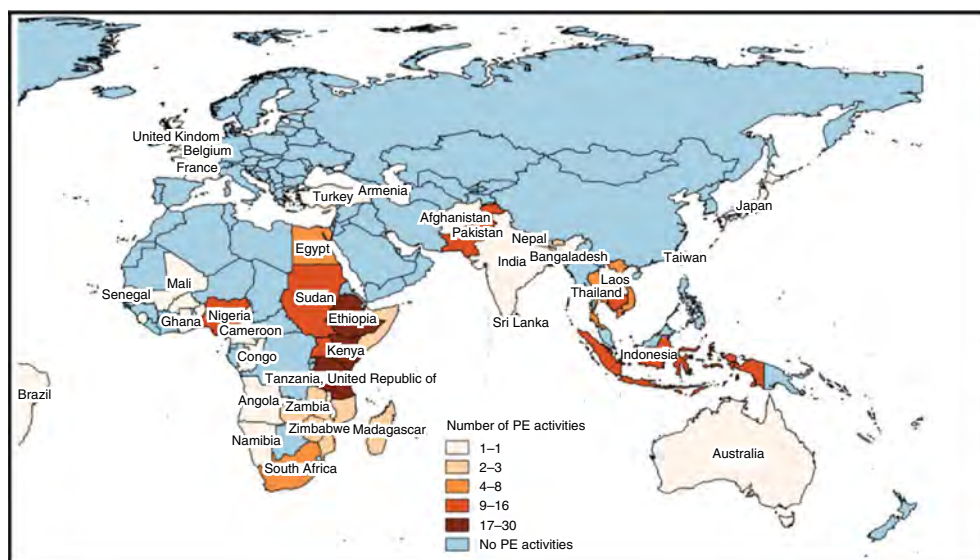 United Kindom
Belgium
France
Turkey
Armenia
Japan
Afghanistan
Pakistan
Nepal
Egypt
India
Bangladesh
Taiwan
Mali
Laos
Senegal
Sudan
Thailand
Nigeria
Ghana
Ethiopia
Sri Lanka
Cameroon
Kenya
Congo
Indonesia
Tanzania, United Republic of
Brazil
Angola
Zambia
Zimbabwe
Madagascar
Namibia
South Africa
Australia
Number of PE activities
1–1
2–3
4–8
9–16
17–30
No PE activities